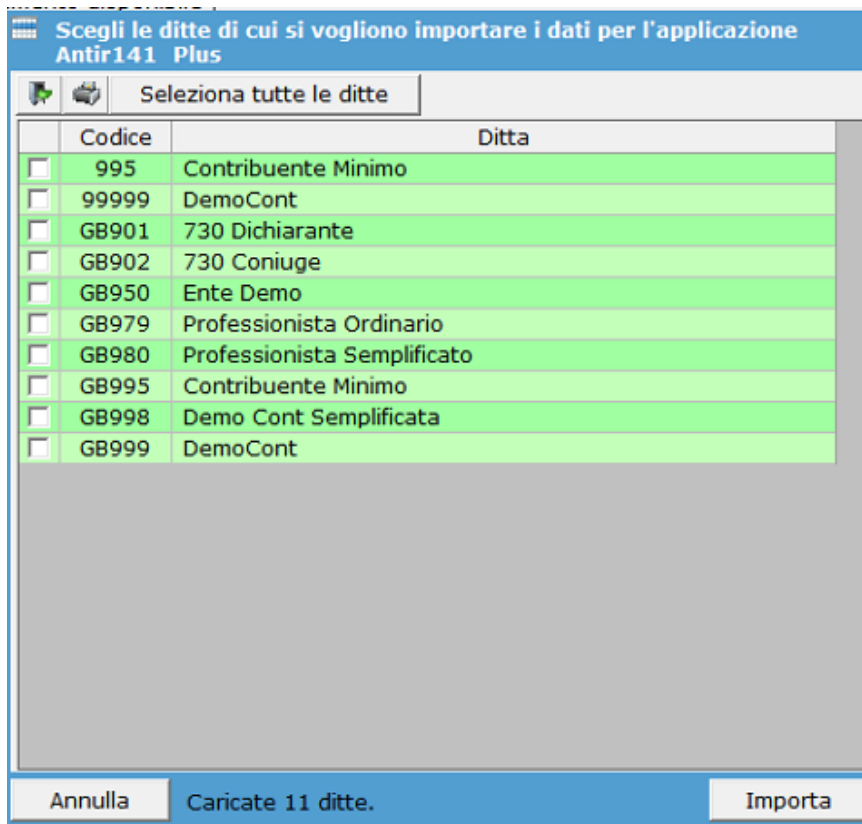 Scegli le ditte di cui si vogliono importare i dati per l'applicazione
Antir141 Plus
Seleziona tutte le ditte
Codice Ditta
995 Contribuente Minimo
99999 DemoCont
GB901 730 Dichiarante
GB902 730 Coniuge
GB950 Ente Demo
GB979 Professionista Ordinario
GB980 Professionista Semplificato
GB995 Contribuente Minimo
GB998 Demo Cont Semplificata
GB999 DemoCont
Annulla Caricate 11 ditte. Importa